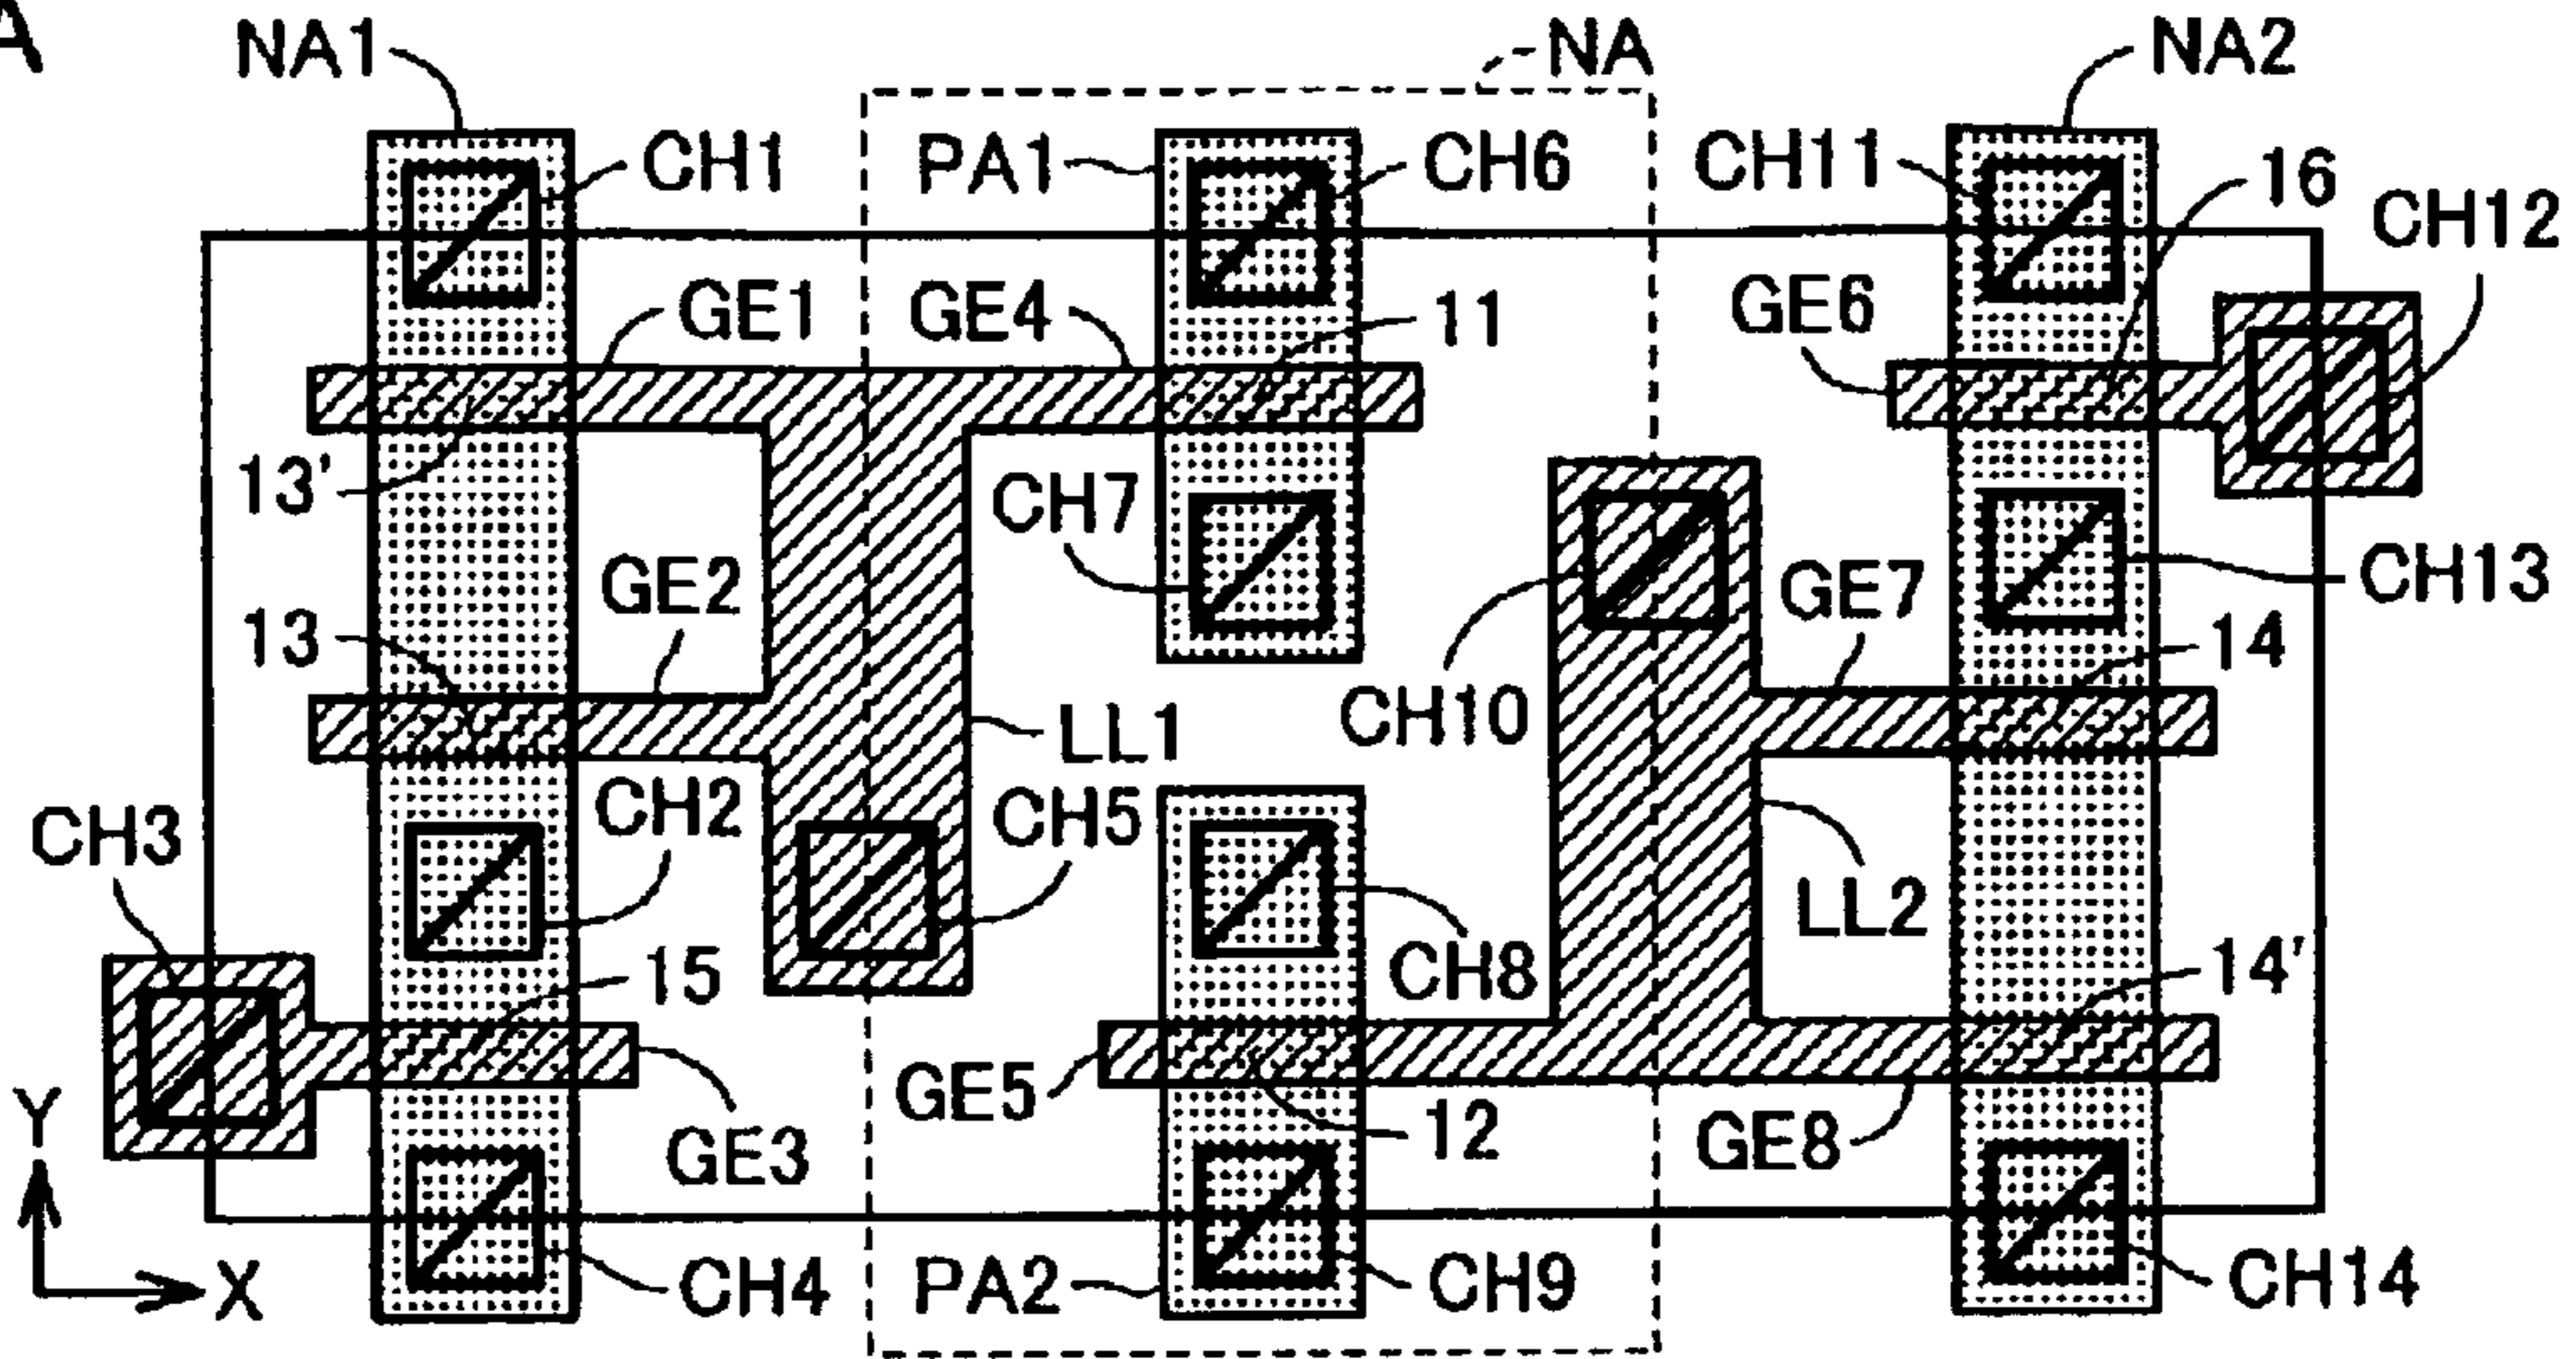 A
NA1
NA
NA2
CH1
PA1
CH6
CH11
16
CH12
GE1
GE4
11
GE6
13'
CH7
CH13
GE2
GE7
13
14
CH10
LL1
CH2
CH5
CH3
LL2
CH8
15
14'
GE5
12
GE3
GE8
Y
X
CH4
PA2
CH9
CH14